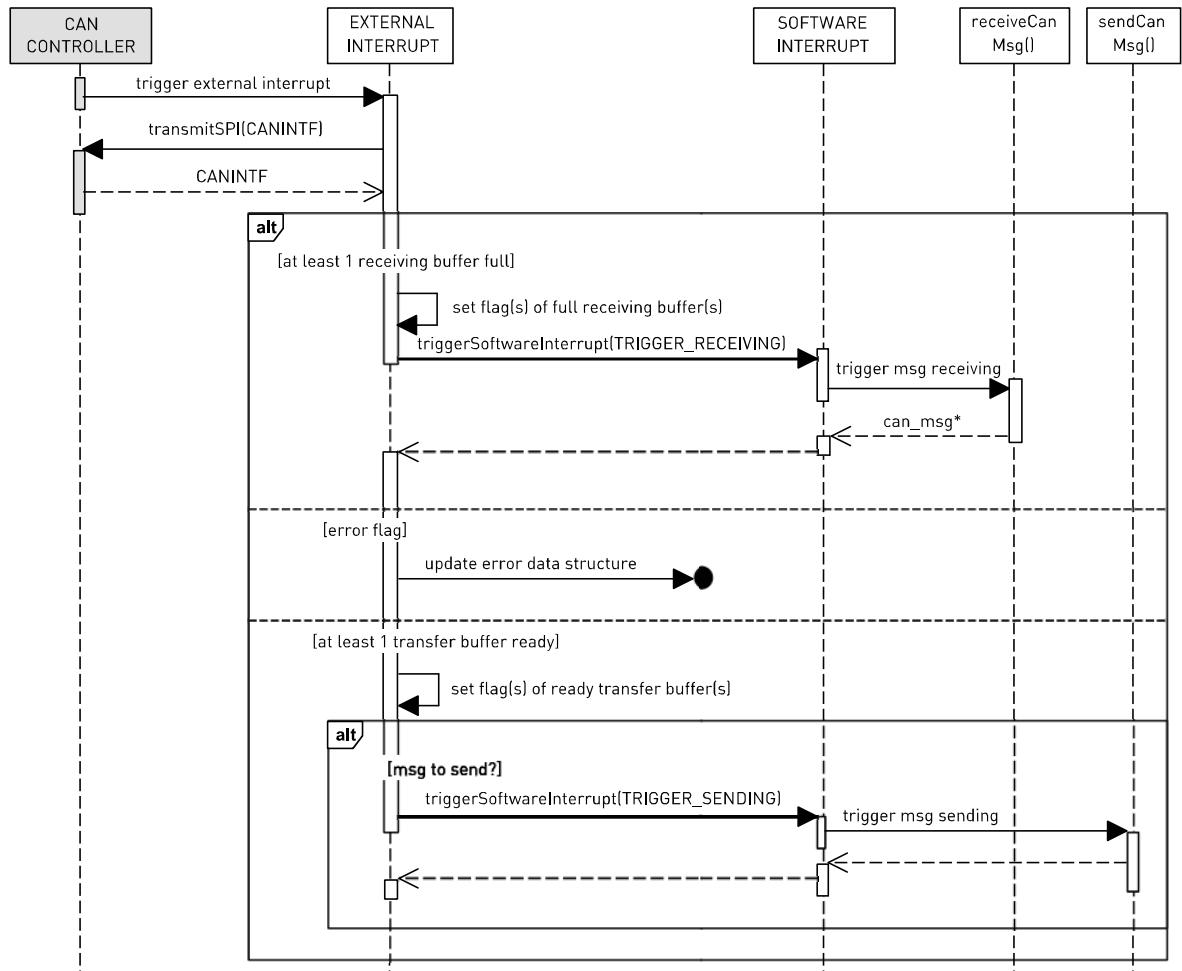 CAN
CONTROLLER
EXTERNAL
INTERRUPT
SOFTWARE
INTERRUPT
receiveCan
Msg()
sendCan
Msg()
trigger external interrupt
transmitSPI(CANINTF)
CANINTF
alt
[at least 1 receiving buffer full]
set flag(s) of full receiving buffer(s)
triggerSoftwareInterrupt(TRIGGER_RECEIVING)
trigger msg receiving
can_msg*
[error flag]
update error data structure
[at least 1 transfer buffer ready]
set flag(s) of ready transfer buffer(s)
alt
[msg to send?]
triggerSoftwareInterrupt(TRIGGER_SENDING)
trigger msg sending